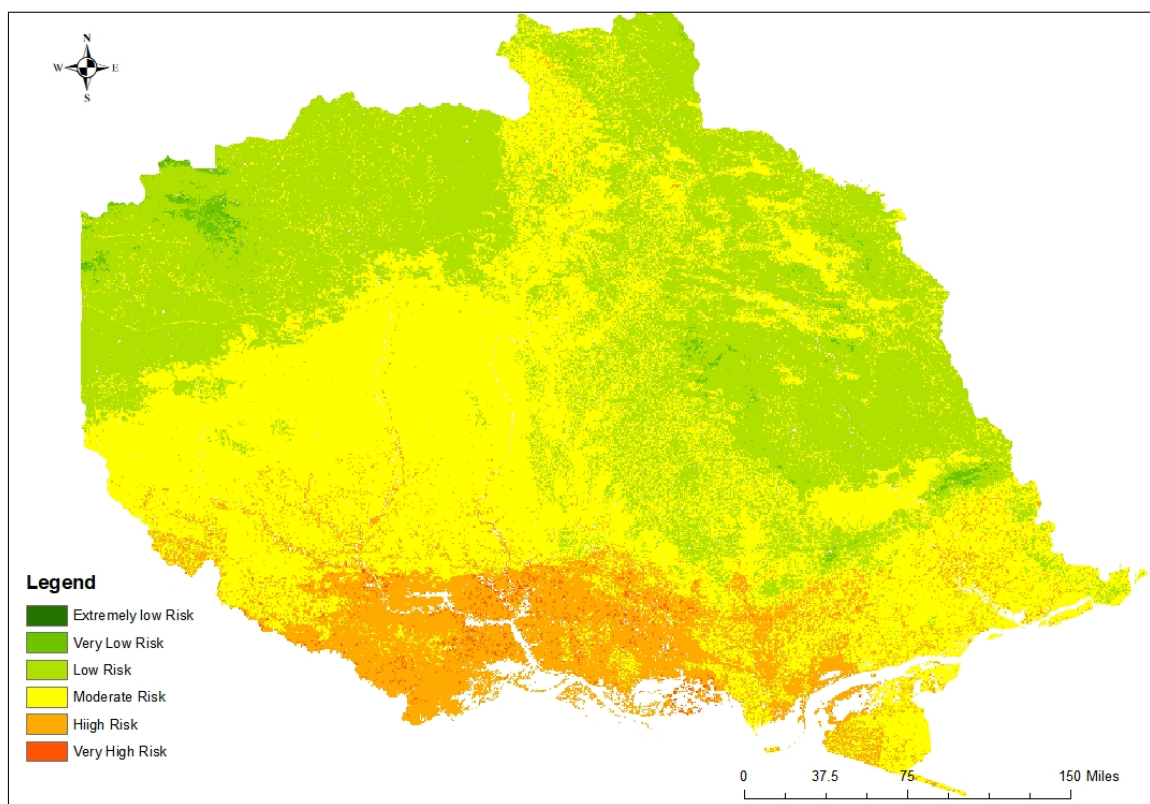 N
W E
S
Legend
Extremely low Risk
Very Low Risk
Low Risk
Moderate Risk
Hiigh Risk
Very High Risk
0 37.5 75 150 Miles